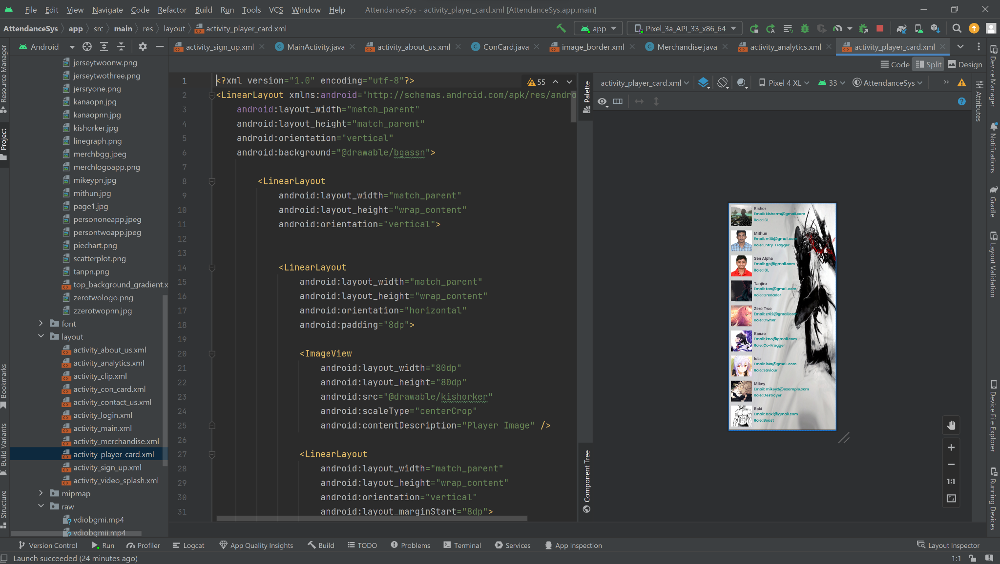 File Edit View Navigate Code Refactor Build Run Tools VCS Window Help AttendanceSys - activity_player_card.xml [AttendanceSys.app.main]
AttendanceSys app src main res layout activity_player_card.xml app Pixel_3a_API_33_x86_64
Android activity_sign_up.xml MainActivity.java activity_about_us.xml ConCard.java image_border.xml Merchandise.java activity_analytics.xml activity_player_card.xml
Code Split Design
Resource Manager
Project
Bookmarks
Build Variants
Structure
jerseytwoonw.png
jerseytwothree.png
jersryone.png
kanaopn.jpg
kanaopnn.jpg
kishorker.jpg
linegraph.png
merchbgg.jpeg
merchlogoapp.png
mikeypn.jpg
mithun.jpg
page1.jpg
persononeapp.jpeg
persontwoapp.jpeg
piechart.png
scatterplot.png
tanpn.png
top_background_gradient.x
zerotwologo.png
zzerotwopnn.jpg
font
layout
activity_about_us.xml
activity_analytics.xml
activity_clip.xml
activity_con_card.xml
activity_contact_us.xml
activity_login.xml
activity_main.xml
activity_merchandise.xml
activity_player_card.xml
activity_sign_up.xml
activity_video_splash.xml
mipmap
raw
vdiobgmi.mp4
vdiobgmii.mp4
1 <?xml version="1.0" encoding="utf-8"?> 55
2 <LinearLayout xmlns:android="http://schemas.android.com/apk/res/andro
3 android:layout_width="match_parent"
4 android:layout_height="match_parent"
5 android:orientation="vertical"
6 android:background="@drawable/bgassn">
7
8 <LinearLayout
9 android:layout_width="match_parent"
10 android:layout_height="wrap_content"
11 android:orientation="vertical">
12
13
14 <LinearLayout
15 android:layout_width="match_parent"
16 android:layout_height="wrap_content"
17 android:orientation="horizontal"
18 android:padding="8dp">
19
20 <ImageView
21 android:layout_width="80dp"
22 android:layout_height="80dp"
23 android:src="@drawable/kishorker"
24 android:scaleType="centerCrop"
25 android:contentDescription="Player Image" />
26
27 <LinearLayout
28 android:layout_width="match_parent"
29 android:layout_height="wrap_content"
30 android:orientation="vertical"
31 android:layout_marginStart="8dp">
Palette
Component Tree
activity_player_card.xml Pixel 4 XL 33 AttendanceSys
Kishor
Email: kishorm@gmail.com
Role: IGL
Mithun
Email: m10@gmail.com
Role: Entry-Fragger
Sen Alpha
Email: gp@gmail.com
Role: IGL
Tanjiro
Email: tan@gmail.com
Role: Grenader
Zero Two
Email: zr02@gmail.com
Role: Owner
Kanao
Email: kno@gmail.com
Role: Co-Fragger
Isla
Email: isla@gmail.com
Role: Saviour
Mikey
Email: mikey2@example.com
Role: Destroyer
Baki
Email: baki@gmail.com
Role: Beast
1:1
Attributes
Device Manager
Notifications
Gradle
Layout Validation
Device File Explorer
Running Devices
Version Control Run Profiler Logcat App Quality Insights Build TODO Problems Terminal Services App Inspection Layout Inspector
Launch succeeded (24 minutes ago) 1:1